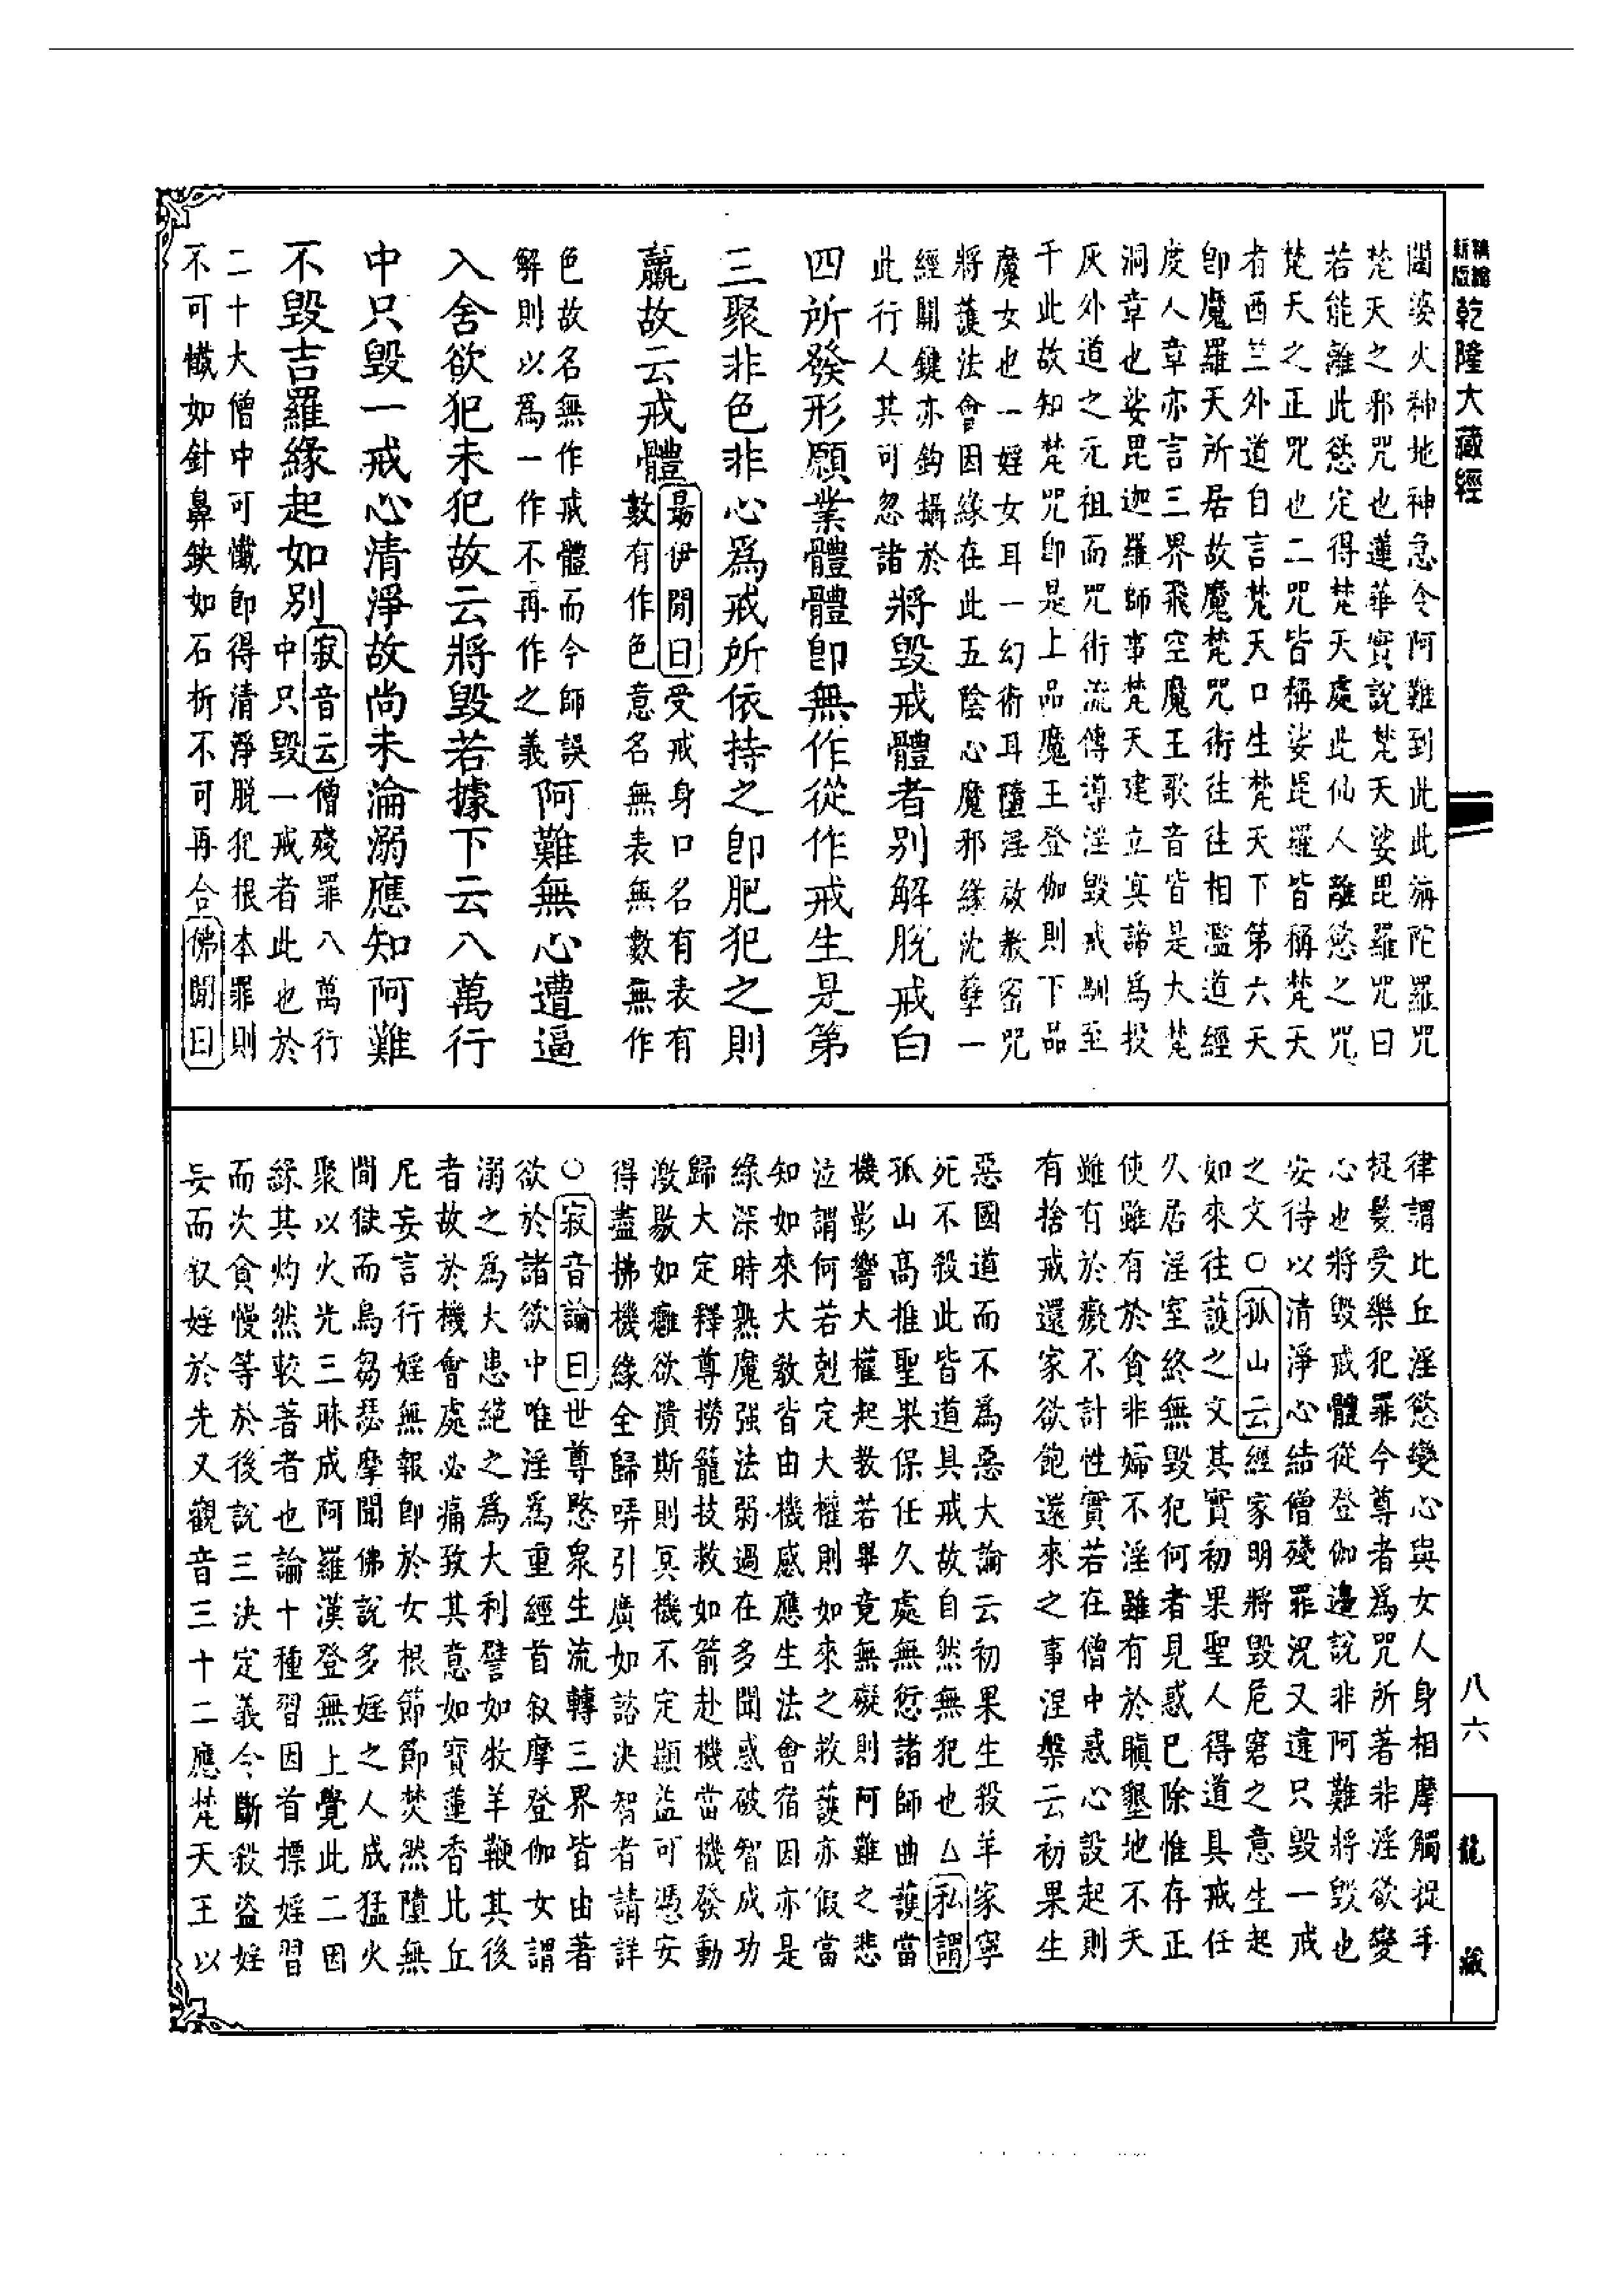 新版 精縮 乾隆大藏經
闍婆火神地神急令阿難到此此旃陀羅咒
梵天之邪咒也蓮華實說梵天娑毘羅咒曰
若能離此慾定得梵天處此仙人離慾之咒
梵天之正咒也二咒皆稱娑毘羅皆稱梵天
者西竺外道自言梵天口生梵天下第六天
卽魔羅天所居故魔梵咒術往往相濫道經
度人章亦言三界飛空魔王歌音皆是大梵
洞章也娑毘迦羅師事梵天建立冥諦爲投
灰外道之元祖而咒術流傳導淫毀戒馴至
千此故知梵咒卽是上品魔王登伽則下品
魔女也一婬女耳一幻術耳墮淫啟教密咒
將護法會因緣在此五陰心魔邪緣沈孽一
經關鍵亦鈎攝於
此行人其可忽諸
將毀戒體者別解脫戒白
四所發形願業體體卽無作從作戒生是第
三聚非色非心爲戒所依持之卽肥犯之則
羸故云戒體
勗伊閒曰受戒身口名有表有
數有作色意名無表無數無作
色故名無作戒體而今師誤
解則以爲一作不再作之義
阿難無心遭逼
入舍欲犯未犯故云將毀若據下云八萬行
中只毀一戒心清淨故尚未淪溺應知阿難
不毀吉羅緣起如別
寂音云僧殘罪八萬行
中只毀一戒者此也於
二十大僧中可懺卽得清淨脫犯根本罪則
不可懺如針鼻缺如石析不可再合佛閒曰
律謂比丘淫慾變心與女人身相摩觸捉手
捉髮受樂犯罪今尊者爲咒所著非淫欲變
心也將毀戒體從登伽邊說非阿難將毀也
安待以清淨心結僧殘罪況又違只毀一戒
之文○孤山云經家明將毀危窘之意生起
如來往護之文其實初果聖人得道具戒任
久居淫室終無毀犯何者見惑已除惟存正
使雖有於貪非婦不淫雖有於瞋墾地不夭
雖有於癡不計性實若在僧中惑心設起則
有捨戒還家欲飽還來之事涅槃云初果生
惡國道而不爲惡大論云初果生殺羊家寧
死不殺此皆道具戒故自然無犯也△私謂
孤山高推聖果保任久處無愆諸師曲護當
機影響大權起教若畢竟無礙則阿難之悲
泣謂何若剋定大權則如來之救護亦假當
知如來大教皆由機感應生法會宿因亦是
緣深時熟魔强法弱過在多聞惑破智成功
歸大定釋尊撈籠技救如箭赴機當機發動
激歇如癰欲潰斯則冥機不定顯益可憑安
得盡拂機緣全歸嘑引廣如諮決智者請詳
○寂音論曰世尊愍衆生流轉三界皆由著
欲於諸欲中唯淫爲重經首叙摩登伽女謂
溺之爲大患絕之爲大利譬如牧羊鞭其後
者故於機會處必痛致其意如寶蓮香比丘
尼妄言行婬無報卽於女根節節焚然墮無
間獄而烏芻瑟摩聞佛說多婬之人成猛火
聚以火光三昧成阿羅漢登無上覺此二因
緣其灼然較著者也論十種習因首摽婬習
而次貪慢等於後說三決定義令斷殺盜婬
妄而叙婬於先又觀音三十二應梵天王以
八六
龍藏